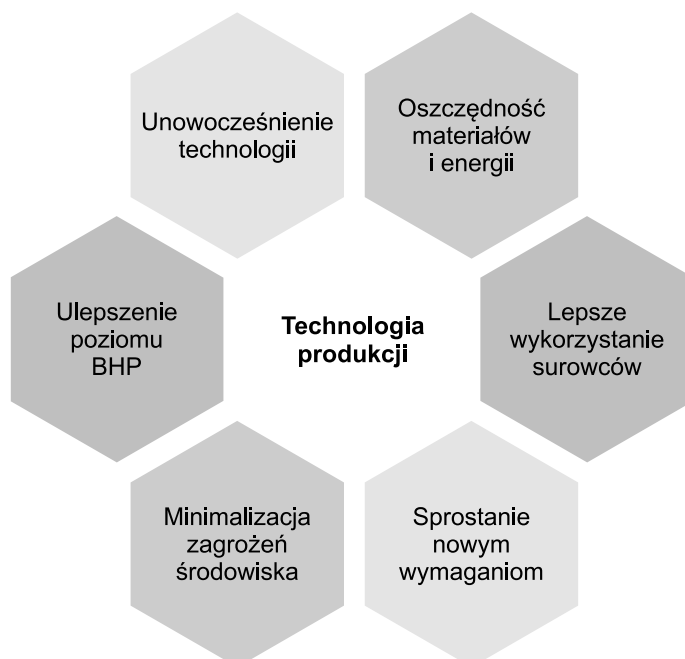 Unowocześnienie
technologii
Oszczędność
materiałów
i energii
Ulepszenie
poziomu
BHP
Technologia
produkcji
Lepsze
wykorzystanie
surowców
Minimalizacja
zagrożeń
środowiska
Sprostanie
nowym
wymaganiom